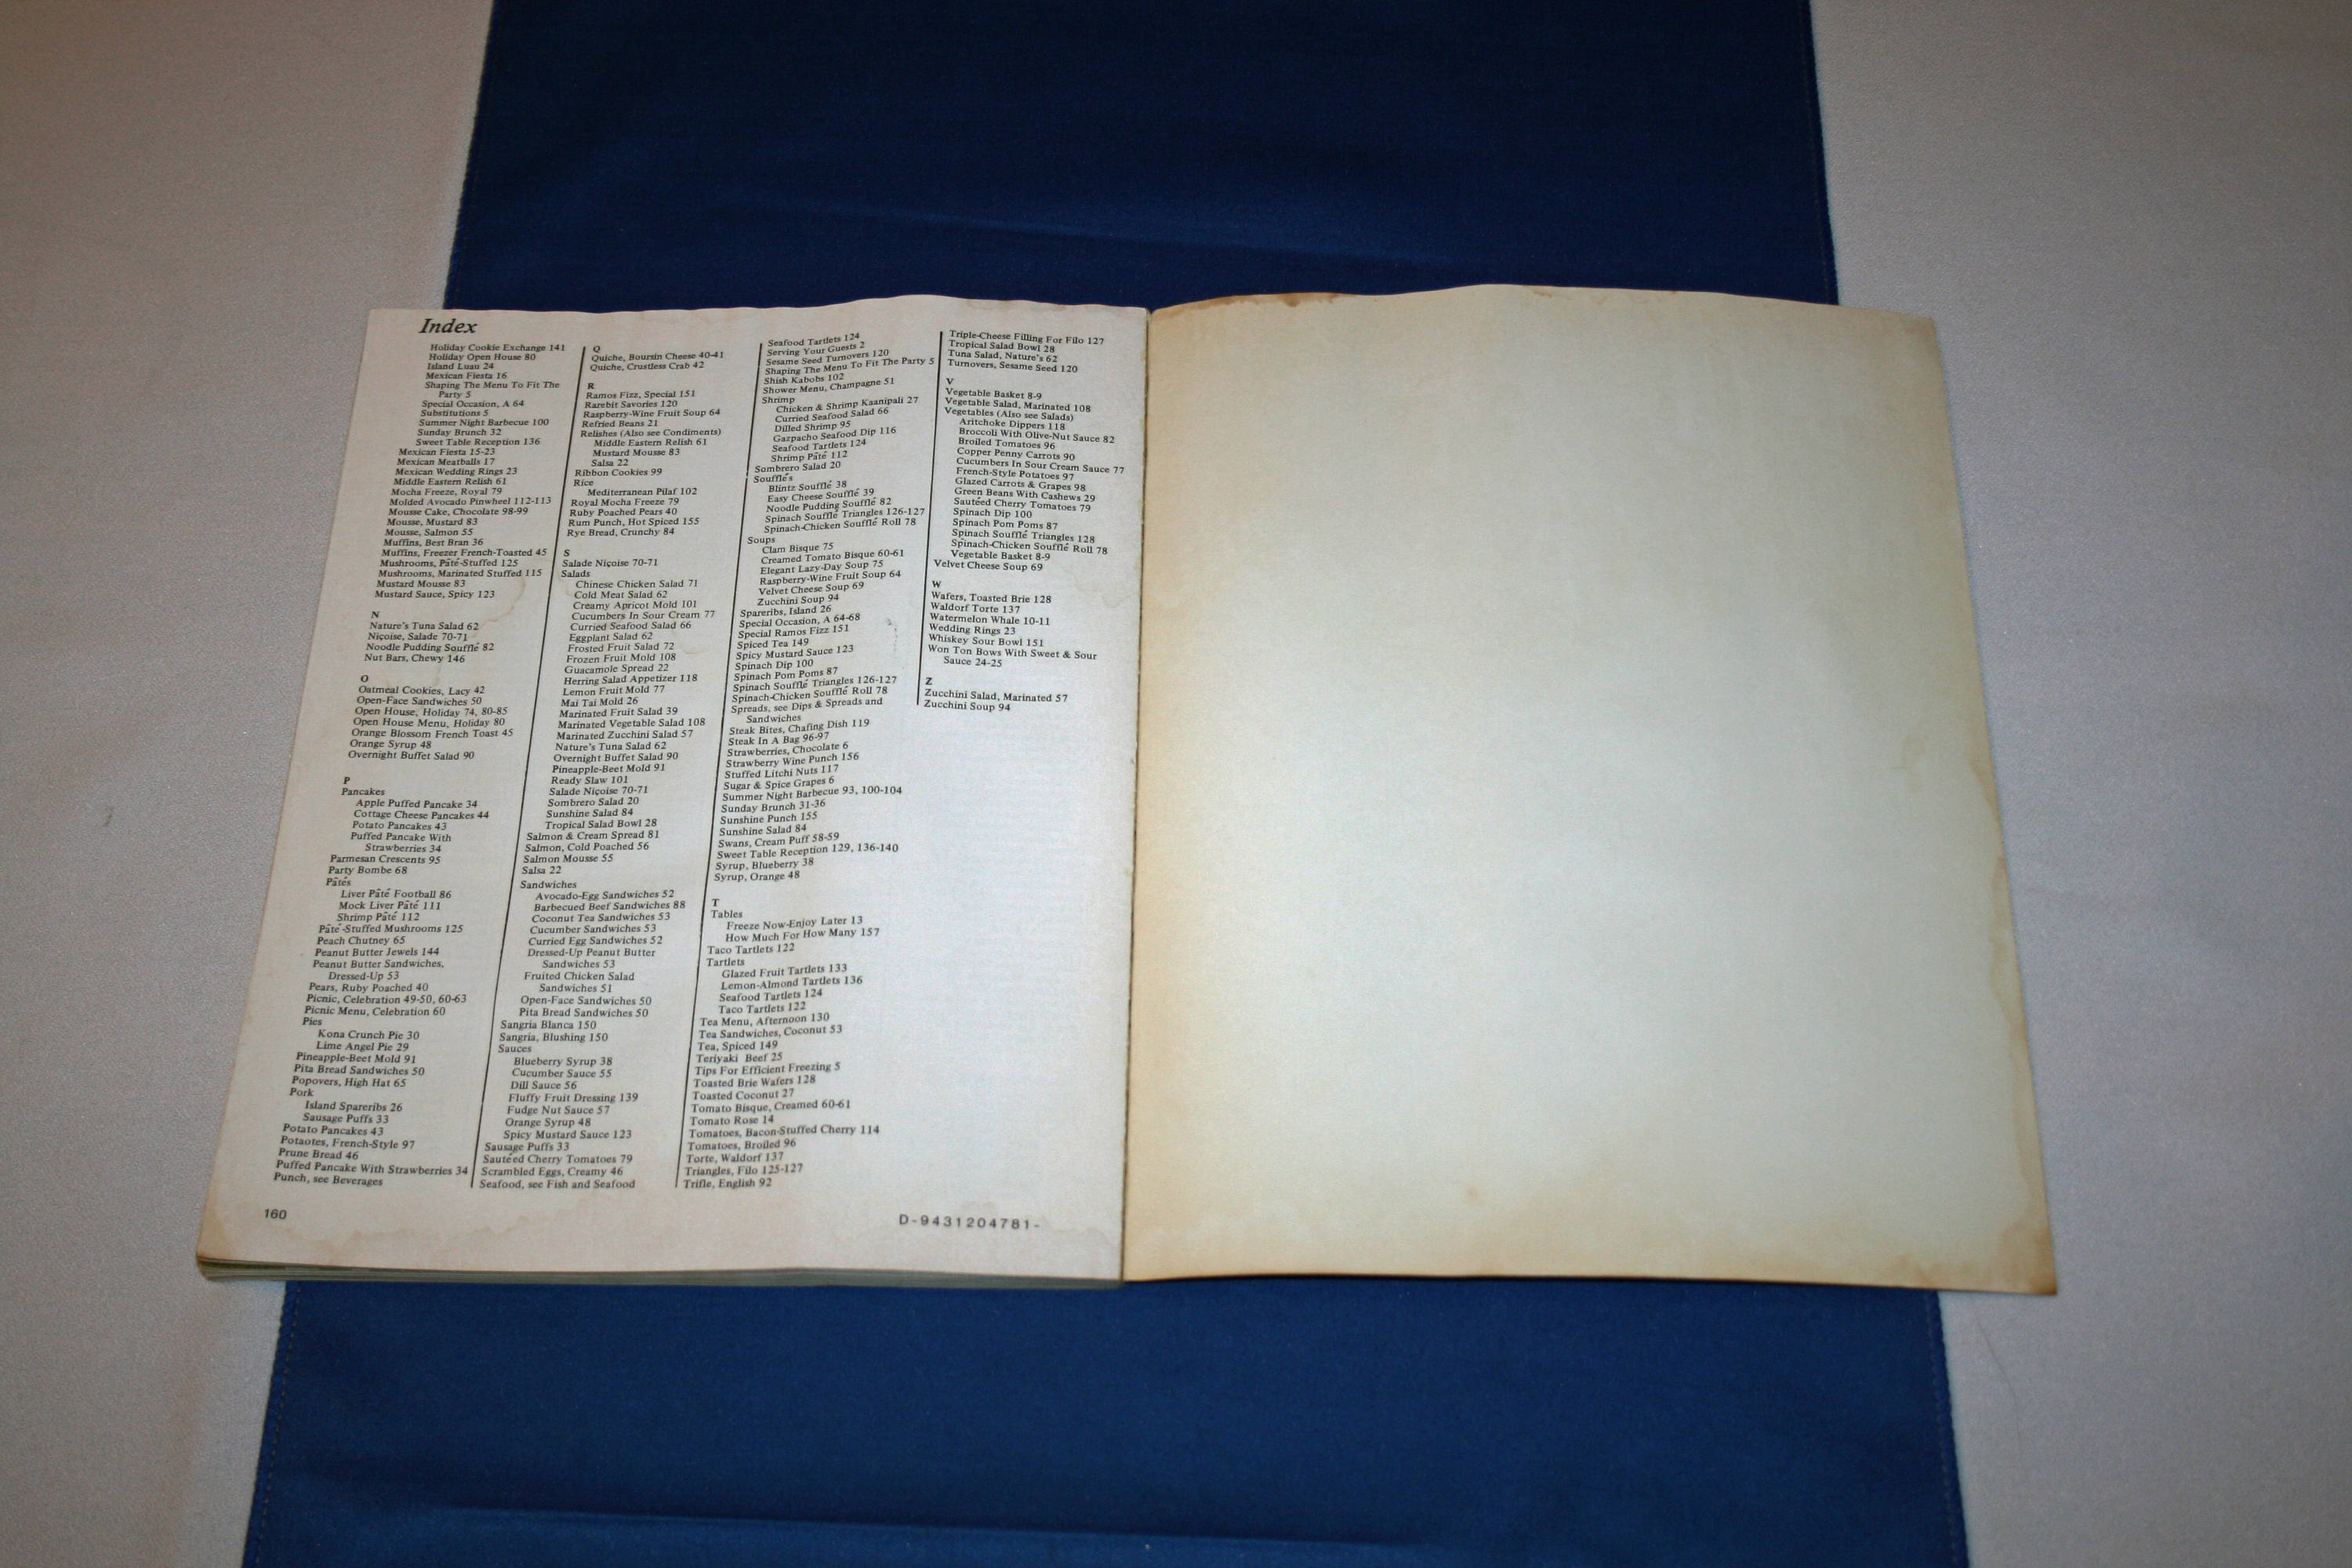 Index
Holiday Cookie Exchange 141
Holiday Open House 80
Island Luau 24
Mexican Fiesta 16
Shaping The Menu To Fit The
Party 5
Special Occasion, A 64
Substitutions 5
Summer Night Barbecue 100
Sunday Brunch 32
Sweet Table Reception 136
Mexican Fiesta 15-23
Mexican Meatballs 17
Mexican Wedding Rings 23
Middle Eastern Relish 61
Mocha Freeze, Royal 79
Molded Avocado Pinwheel 112-113
Mousse Cake, Chocolate 98-99
Mousse, Mustard 83
Mousse, Salmon 55
Muffins, Best Bran 36
Muffins, Freezer French-Toasted 45
Mushrooms, Pâté-Stuffed 125
Mushrooms, Marinated Stuffed 115
Mustard Mousse 83
Mustard Sauce, Spicy 123
N
Nature's Tuna Salad 62
Niçoise, Salade 70-71
Noodle Pudding Soufflé 82
Nut Bars, Chewy 146
O
Oatmeal Cookies, Lacy 42
Open-Face Sandwiches 50
Open House, Holiday 74, 80-85
Open House Menu, Holiday 80
Orange Blossom French Toast 45
Orange Syrup 48
Overnight Buffet Salad 90
P
Pancakes
Apple Puffed Pancake 34
Cottage Cheese Pancakes 44
Potato Pancakes 43
Puffed Pancake With
Strawberries 34
Parmesan Crescents 95
Party Bombe 68
Pâtés
Liver Pâté Football 86
Mock Liver Pâté 111
Shrimp Pâté 112
Pâté-Stuffed Mushrooms 125
Peach Chutney 65
Peanut Butter Jewels 144
Peanut Butter Sandwiches,
Dressed-Up 53
Pears, Ruby Poached 40
Picnic, Celebration 49-50, 60-63
Picnic Menu, Celebration 60
Pies
Kona Crunch Pie 30
Lime Angel Pie 29
Pineapple-Beet Mold 91
Pita Bread Sandwiches 50
Popovers, High Hat 65
Pork
Island Spareribs 26
Sausage Puffs 33
Potato Pancakes 43
Potaotes, French-Style 97
Prune Bread 46
Puffed Pancake With Strawberries 34
Punch, see Beverages
Q
Quiche, Boursin Cheese 40-41
Quiche, Crustless Crab 42
R
Ramos Fizz, Special 151
Rarebit Savories 120
Raspberry-Wine Fruit Soup 64
Refried Beans 21
Relishes (Also see Condiments)
Middle Eastern Relish 61
Mustard Mousse 83
Salsa 22
Ribbon Cookies 99
Rice
Mediterranean Pilaf 102
Royal Mocha Freeze 79
Ruby Poached Pears 40
Rum Punch, Hot Spiced 155
Rye Bread, Crunchy 84
S
Salade Niçoise 70-71
Salads
Chinese Chicken Salad 71
Cold Meat Salad 62
Creamy Apricot Mold 101
Cucumbers In Sour Cream 77
Curried Seafood Salad 66
Eggplant Salad 62
Frosted Fruit Salad 72
Frozen Fruit Mold 108
Guacamole Spread 22
Herring Salad Appetizer 118
Lemon Fruit Mold 77
Mai Tai Mold 26
Marinated Fruit Salad 39
Marinated Vegetable Salad 108
Marinated Zucchini Salad 57
Nature's Tuna Salad 62
Overnight Buffet Salad 90
Pineapple-Beet Mold 91
Ready Slaw 101
Salade Niçoise 70-71
Sombrero Salad 20
Sunshine Salad 84
Tropical Salad Bowl 28
Salmon & Cream Spread 81
Salmon, Cold Poached 56
Salmon Mousse 55
Salsa 22
Sandwiches
Avocado-Egg Sandwiches 52
Barbecued Beef Sandwiches 88
Coconut Tea Sandwiches 53
Cucumber Sandwiches 53
Curried Egg Sandwiches 52
Dressed-Up Peanut Butter
Sandwiches 53
Fruited Chicken Salad
Sandwiches 51
Open-Face Sandwiches 50
Pita Bread Sandwiches 50
Sangria Blanca 150
Sangria, Blushing 150
Sauces
Blueberry Syrup 38
Cucumber Sauce 55
Dill Sauce 56
Fluffy Fruit Dressing 139
Fudge Nut Sauce 57
Orange Syrup 48
Spicy Mustard Sauce 123
Sausage Puffs 33
Sautéed Cherry Tomatoes 79
Scrambled Eggs, Creamy 46
Seafood, see Fish and Seafood
Seafood Tartlets 124
Serving Your Guests 2
Sesame Seed Turnovers 120
Shaping The Menu To Fit The Party 5
Shish Kabobs 102
Shower Menu, Champagne 51
Shrimp
Chicken & Shrimp Kaanipali 27
Curried Seafood Salad 66
Dilled Shrimp 95
Gazpacho Seafood Dip 116
Seafood Tartlets 124
Shrimp Pâté 112
Sombrero Salad 20
Soufflés
Blintz Soufflé 38
Easy Cheese Soufflé 39
Noodle Pudding Soufflé 82
Spinach Soufflé Triangles 126-127
Spinach-Chicken Soufflé Roll 78
Soups
Clam Bisque 75
Creamed Tomato Bisque 60-61
Elegant Lazy-Day Soup 75
Raspberry-Wine Fruit Soup 64
Velvet Cheese Soup 69
Zucchini Soup 94
Spareribs, Island 26
Special Occasion, A 64-68
Special Ramos Fizz 151
Spiced Tea 149
Spicy Mustard Sauce 123
Spinach Dip 100
Spinach Pom Poms 87
Spinach Soufflé Triangles 126-127
Spinach-Chicken Soufflé Roll 78
Spreads, see Dips & Spreads and
Sandwiches
Steak Bites, Chafing Dish 119
Steak In A Bag 96-97
Strawberries, Chocolate 6
Strawberry Wine Punch 156
Stuffed Litchi Nuts 117
Sugar & Spice Grapes 6
Summer Night Barbecue 93, 100-104
Sunday Brunch 31-36
Sunshine Punch 155
Sunshine Salad 84
Swans, Cream Puff 58-59
Sweet Table Reception 129, 136-140
Syrup, Blueberry 38
Syrup, Orange 48
T
Tables
Freeze Now-Enjoy Later 13
How Much For How Many 157
Taco Tartlets 122
Tartlets
Glazed Fruit Tartlets 133
Lemon-Almond Tartlets 136
Seafood Tartlets 124
Taco Tartlets 122
Tea Menu, Afternoon 130
Tea Sandwiches, Coconut 53
Tea, Spiced 149
Teriyaki Beef 25
Tips For Efficient Freezing 5
Toasted Brie Wafers 128
Toasted Coconut 27
Tomato Bisque, Creamed 60-61
Tomato Rose 14
Tomatoes, Bacon-Stuffed Cherry 114
Tomatoes, Broiled 96
Torte, Waldorf 137
Triangles, Filo 125-127
Trifle, English 92
Triple-Cheese Filling For Filo 127
Tropical Salad Bowl 28
Tuna Salad, Nature's 62
Turnovers, Sesame Seed 120
V
Vegetable Basket 8-9
Vegetable Salad, Marinated 108
Vegetables (Also see Salads)
Aritchoke Dippers 118
Broccoli With Olive-Nut Sauce 82
Broiled Tomatoes 96
Copper Penny Carrots 90
Cucumbers In Sour Cream Sauce 77
French-Style Potatoes 97
Glazed Carrots & Grapes 98
Green Beans With Cashews 29
Sautéed Cherry Tomatoes 79
Spinach Dip 100
Spinach Pom Poms 87
Spinach Soufflé Triangles 128
Spinach-Chicken Soufflé Roll 78
Vegetable Basket 8-9
Velvet Cheese Soup 69
W
Wafers, Toasted Brie 128
Waldorf Torte 137
Watermelon Whale 10-11
Wedding Rings 23
Whiskey Sour Bowl 151
Won Ton Bows With Sweet & Sour
Sauce 24-25
Z
Zucchini Salad, Marinated 57
Zucchini Soup 94
160
D-9431204781-